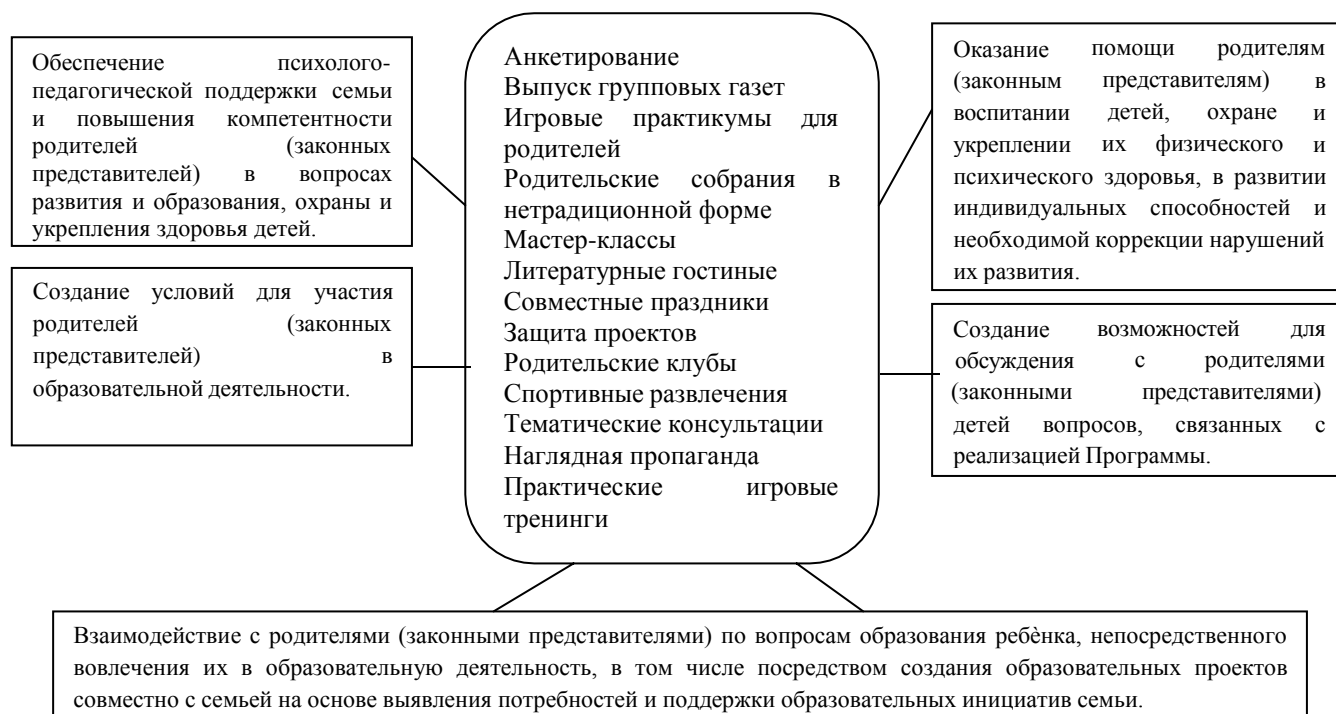 Обеспечение психолого-
педагогической поддержки семьи
и повышения компетентности
родителей (законных
представителей) в вопросах
развития и образования, охраны и
укрепления здоровья детей.
Создание условий для участия
родителей (законных
представителей) в
образовательной деятельности.
Анкетирование
Выпуск групповых газет
Игровые практикумы для
родителей
Родительские собрания в
нетрадиционной форме
Мастер-классы
Литературные гостиные
Совместные праздники
Защита проектов
Родительские клубы
Спортивные развлечения
Тематические консультации
Наглядная пропаганда
Практические игровые
тренинги
Оказание помощи родителям
(законным представителям) в
воспитании детей, охране и
укреплении их физического и
психического здоровья, в развитии
индивидуальных способностей и
необходимой коррекции нарушений
их развития.
Создание возможностей для
обсуждения с родителями
(законными представителями)
детей вопросов, связанных с
реализацией Программы.
Взаимодействие с родителями (законными представителями) по вопросам образования ребѐнка, непосредственного
вовлечения их в образовательную деятельность, в том числе посредством создания образовательных проектов
совместно с семьей на основе выявления потребностей и поддержки образовательных инициатив семьи.